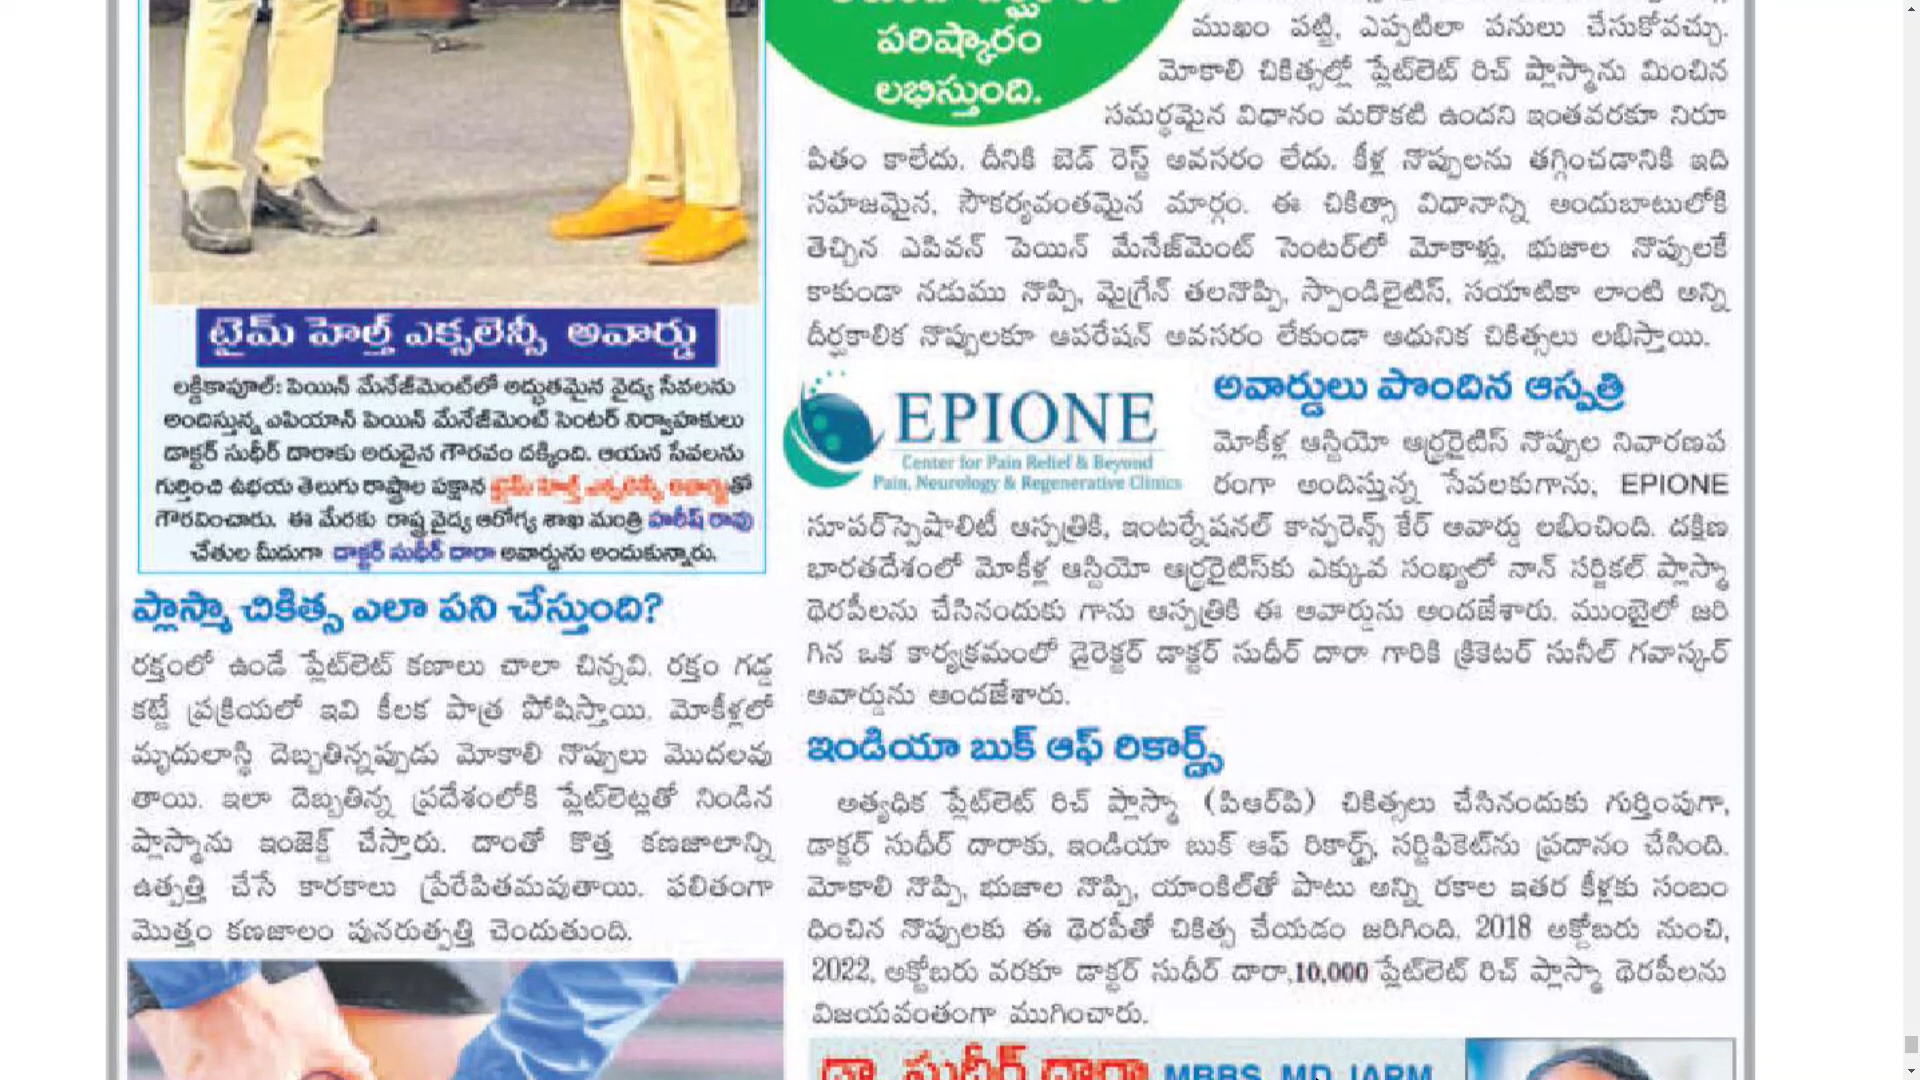 పరిష్కారం
లభిస్తుంది.
టైమ్ హెల్త్ ఎక్సలెన్సీ అవార్డు
లక్డికాపూల్: పెయిన్ మేనేజ్‌మెంట్‌లో అద్భుతమైన వైద్య సేవలను
అందిస్తున్న ఎపియాన్ పెయిన్ మేనేజ్‌మెంట్ సెంటర్ నిర్వాహకులు
డాక్టర్ సుధీర్ దారాకు అరుదైన గౌరవం దక్కింది. ఆయన సేవలను
గుర్తించి ఉభయ తెలుగు రాష్ట్రాల పక్షాన టైమ్ హెల్త్ ఎక్సలెన్సీ అవార్డుతో
గౌరవించారు. ఈ మేరకు రాష్ట్ర వైద్య ఆరోగ్య శాఖ మంత్రి హరీష్ రావు
చేతుల మీదుగా డాక్టర్ సుధీర్ దారా అవార్డును అందుకున్నారు.
ప్లాస్మా చికిత్స ఎలా పని చేస్తుంది?
రక్తంలో ఉండే ప్లేట్‌లెట్ కణాలు చాలా చిన్నవి. రక్తం గడ్డ
కట్టే ప్రక్రియలో ఇవి కీలక పాత్ర పోషిస్తాయి. మోకీళ్లలో
మృదులాస్థి దెబ్బతిన్నప్పుడు మోకాలి నొప్పులు మొదలవు
తాయి. ఇలా దెబ్బతిన్న ప్రదేశంలోకి ప్లేట్‌లెట్లతో నిండిన
ప్లాస్మాను ఇంజెక్ట్ చేస్తారు. దాంతో కొత్త కణజాలాన్ని
ఉత్పత్తి చేసే కారకాలు ప్రేరేపితమవుతాయి. ఫలితంగా
మొత్తం కణజాలం పునరుత్పత్తి చెందుతుంది.
ముఖం పట్టి, ఎప్పటిలా పనులు చేసుకోవచ్చు.
మోకాలి చికిత్సల్లో ప్లేట్‌లెట్ రిచ్ ప్లాస్మాను మించిన
సమర్థమైన విధానం మరొకటి ఉందని ఇంతవరకూ నిరూ
పితం కాలేదు. దీనికి బెడ్ రెస్ట్ అవసరం లేదు. కీళ్ల నొప్పులను తగ్గించడానికి ఇది
సహజమైన, సౌకర్యవంతమైన మార్గం. ఈ చికిత్సా విధానాన్ని అందుబాటులోకి
తెచ్చిన ఎపివన్ పెయిన్ మేనేజ్‌మెంట్ సెంటర్‌లో మోకాళ్లు, భుజాల నొప్పులకే
కాకుండా నడుము నొప్పి, మైగ్రేన్ తలనొప్పి, స్పాండిలైటిస్, సయాటికా లాంటి అన్ని
దీర్ఘకాలిక నొప్పులకూ ఆపరేషన్ అవసరం లేకుండా ఆధునిక చికిత్సలు లభిస్తాయి.
EPIONE
Center for Pain Relief & Beyond
Pain, Neurology & Regenerative Clinics
అవార్డులు పొందిన ఆస్పత్రి
మోకీళ్ల ఆస్టియో ఆర్థ్రరైటిస్ నొప్పుల నివారణవ
రంగా అందిస్తున్న సేవలకుగాను, EPIONE
సూపర్‌స్పెషాలిటీ ఆస్పత్రికి, ఇంటర్నేషనల్ కాన్ఫరెన్స్ కేర్ ఆవార్డు లభించింది. దక్షిణ
భారతదేశంలో మోకీళ్ల ఆస్టియో ఆర్థ్రరైటిస్‌కు ఎక్కువ సంఖ్యలో నాన్ సర్జికల్ ప్లాస్మా
థెరపీలను చేసినందుకు గాను ఆస్పత్రికి ఈ అవార్డును అందజేశారు. ముంబైలో జరి
గిన ఒక కార్యక్రమంలో డైరెక్టర్ డాక్టర్ సుధీర్ దారా గారికి క్రికెటర్ సునీల్ గవాస్కర్
ఆవార్డును అందజేశారు.
ఇండియా బుక్ ఆఫ్ రికార్డ్స్
అత్యధిక ప్లేట్‌లెట్ రిచ్ ప్లాస్మా (పిఆర్‌పి) చికిత్సలు చేసినందుకు గుర్తింపుగా,
డాక్టర్ సుధీర్ దారాకు, ఇండియా బుక్ ఆఫ్ రికార్డ్స్, సర్టిఫికెట్‌ను ప్రదానం చేసింది.
మోకాలి నొప్పి, భుజాల నొప్పి, యాంకిల్‌తో పాటు అన్ని రకాల ఇతర కీళ్లకు సంబం
ధించిన నొప్పులకు ఈ థెరపీతో చికిత్స చేయడం జరిగింది. 2018 అక్టోబరు నుంచి,
2022, అక్టోబరు వరకూ డాక్టర్ సుధీర్ దారా,10,000 ప్లేట్‌లెట్ రిచ్ ప్లాస్మా థెరపీలను
విజయవంతంగా ముగించారు.
డా. సుధీర్ దారా MBBS, MD, IAPM